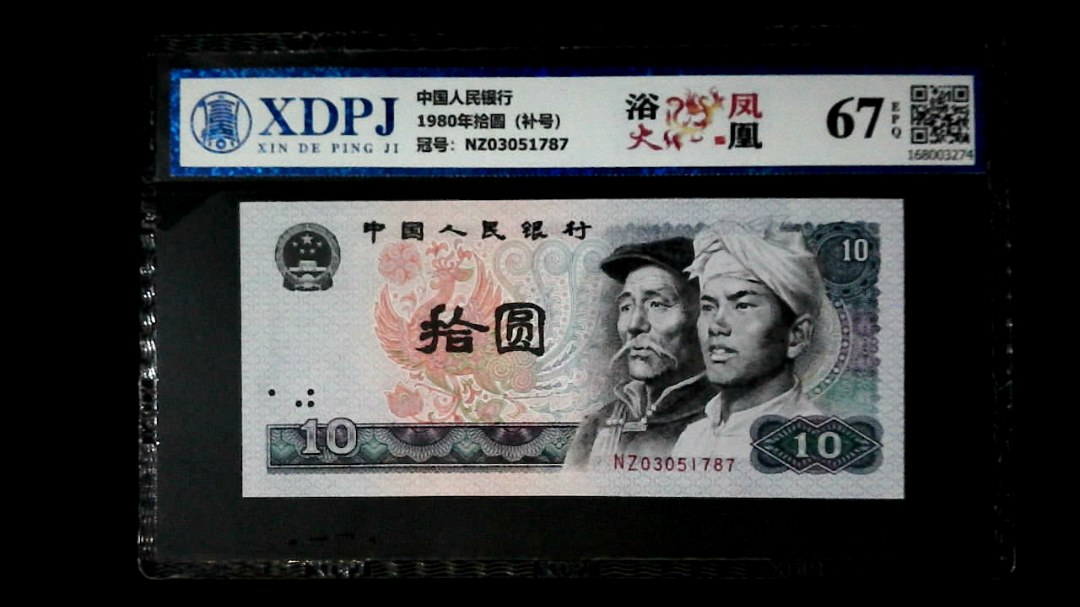 XDPJ
XIN DE PING JI
中国人民银行
1980年拾圆（补号）
冠号：NZ03051787
浴火 凤凰
67
EPQ
168003274
中国人民银行
10
拾圆
10
NZ03051787
10